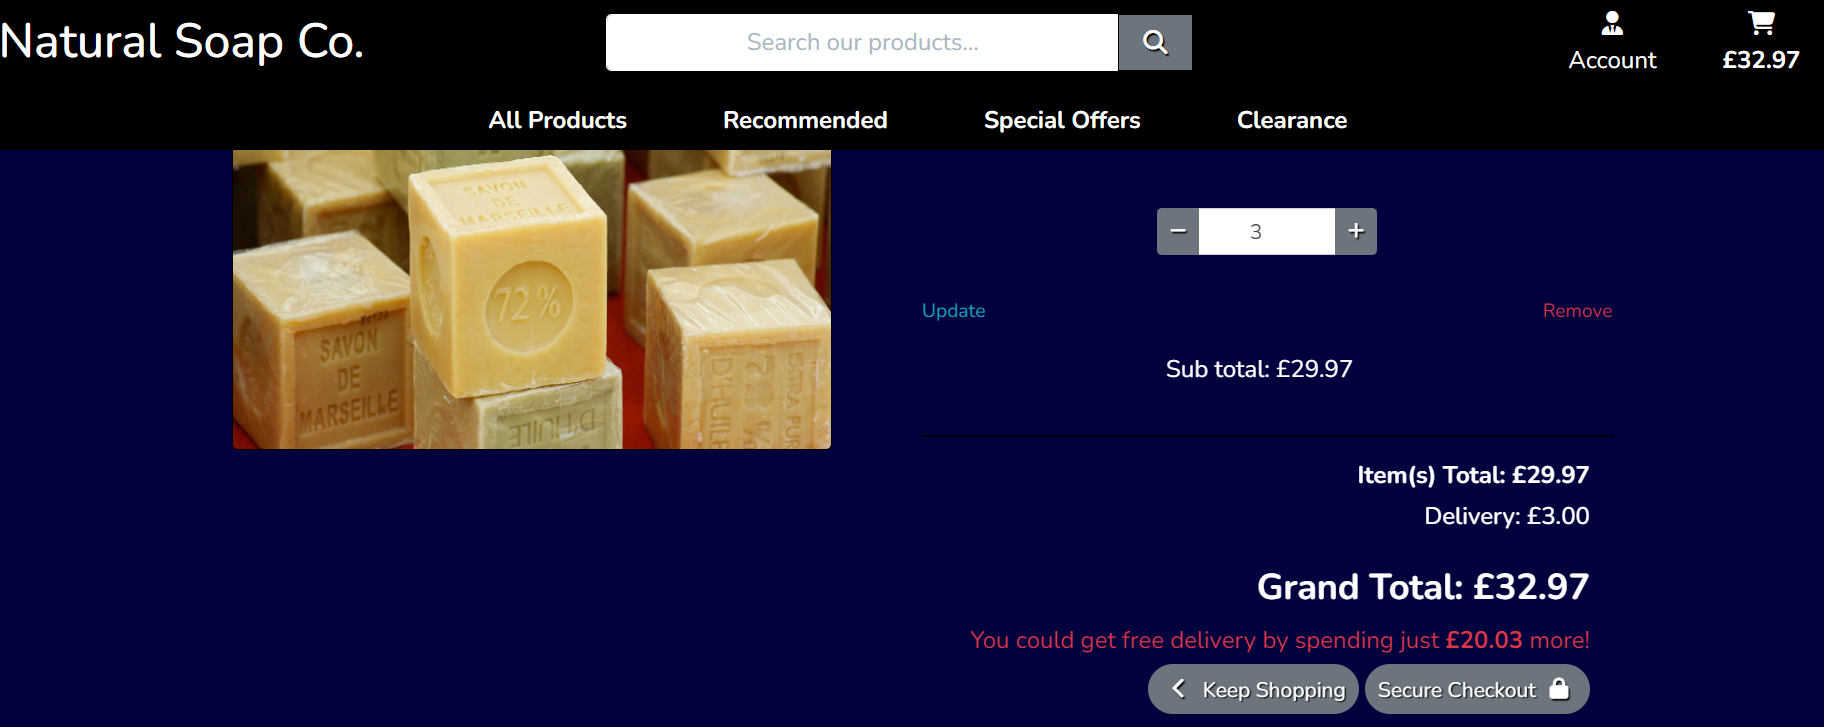 Natural Soap Co.
Search our products...
Account
£32.97
All Products
Recommended
Special Offers
Clearance
SAVON
DE
MARSEILLE
72%
SAVON
DE
MARSEILLE
D'HUILE
EXTRA PUR
D'HUILE
3
Update
Remove
Sub total: £29.97
Item(s) Total: £29.97
Delivery: £3.00
Grand Total: £32.97
You could get free delivery by spending just £20.03 more!
Keep Shopping
Secure Checkout